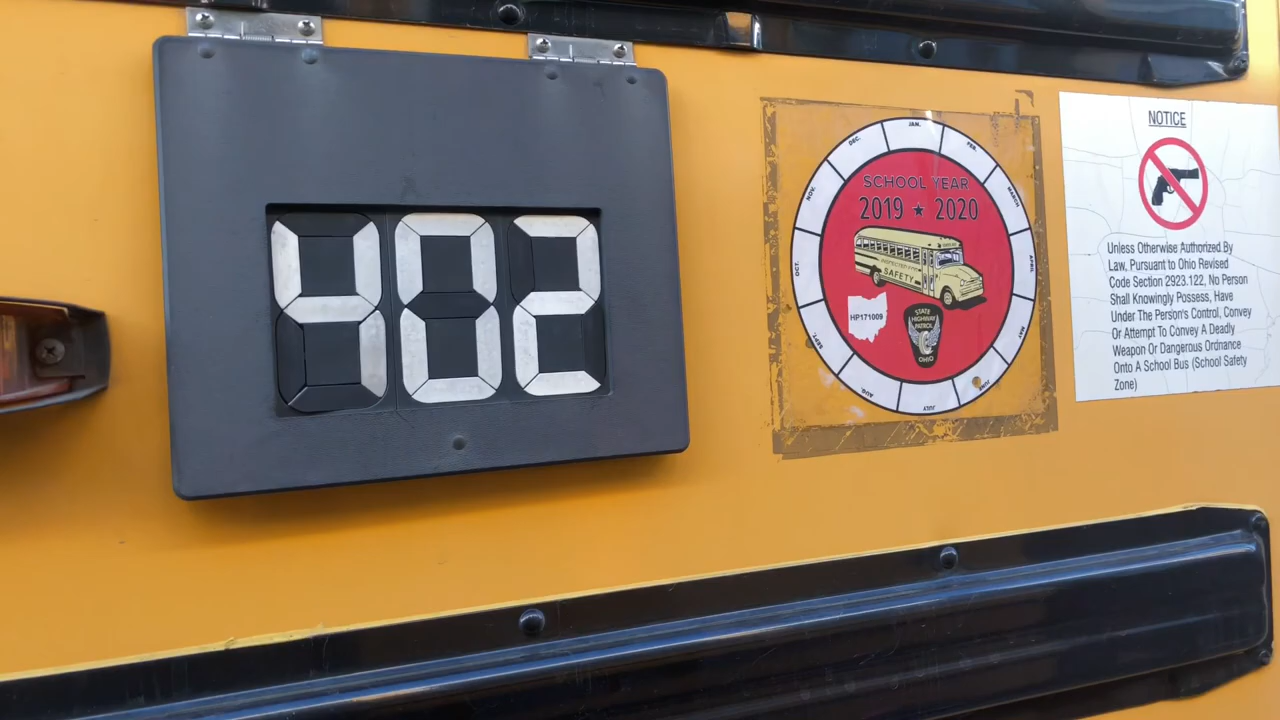 402
JAN.
FEB.
MARCH
APRIL
MAY
JUNE
JULY
AUG.
SEPT.
OCT.
NOV.
DEC.
SCHOOL YEAR
2019 ★ 2020
INSPECTED FOR
SAFETY
HP171009
STATE
HIGHWAY
PATROL
OHIO
NOTICE
Unless Otherwise Authorized By
Law, Pursuant to Ohio Revised
Code Section 2923.122, No Person
Shall Knowingly Possess, Have
Under The Person's Control, Convey
Or Attempt To Convey A Deadly
Weapon Or Dangerous Ordnance
Onto A School Bus (School Safety
Zone)